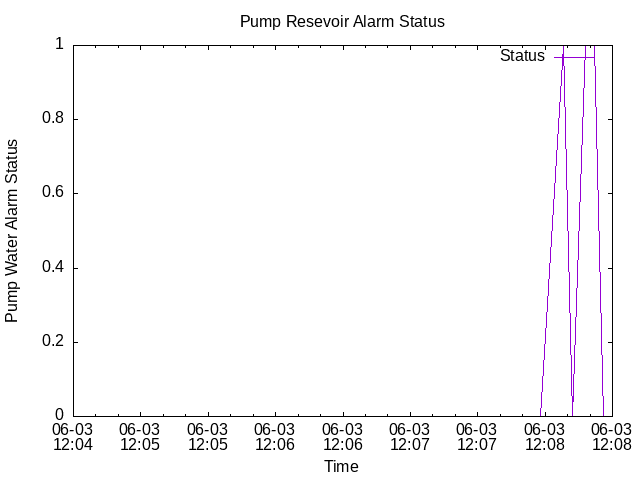 Pump Resevoir Alarm Status
1
Status
0.8
0.6
0.4
0.2
0
Pump Water Alarm Status
06-03 06-03 06-03 06-03 06-03 06-03 06-03 06-03 06-03
12:04 12:05 12:05 12:06 12:06 12:07 12:07 12:08 12:08
Time